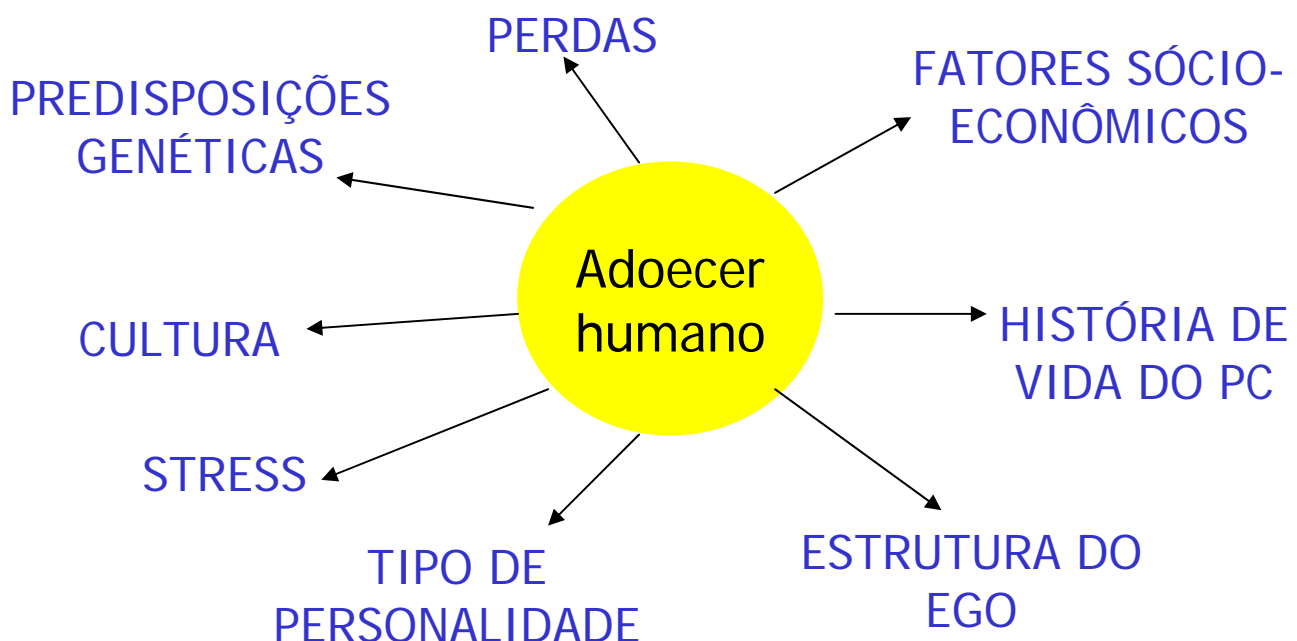 PERDAS
FATORES SÓCIO-
ECONÔMICOS
PREDISPOSIÇÕES
GENÉTICAS
Adoecer
humano
CULTURA
HISTÓRIA DE
VIDA DO PC
STRESS
TIPO DE
PERSONALIDADE
ESTRUTURA DO
EGO